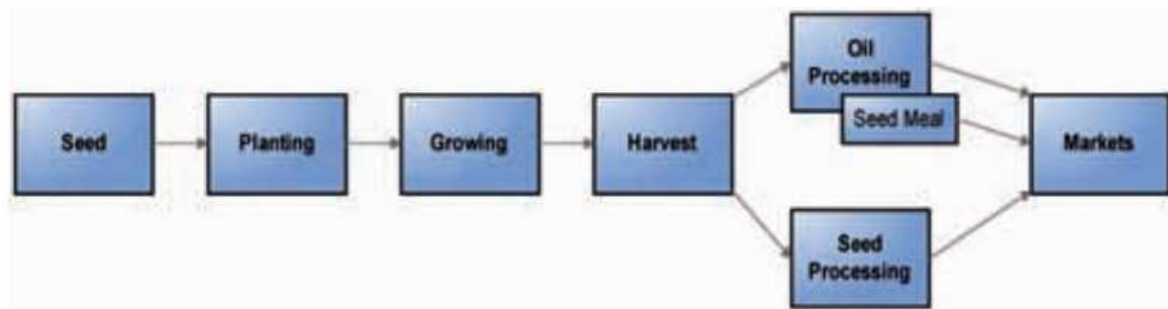 Seed
Planting
Growing
Harvest
Oil
Processing
Seed Meal
Seed
Processing
Markets